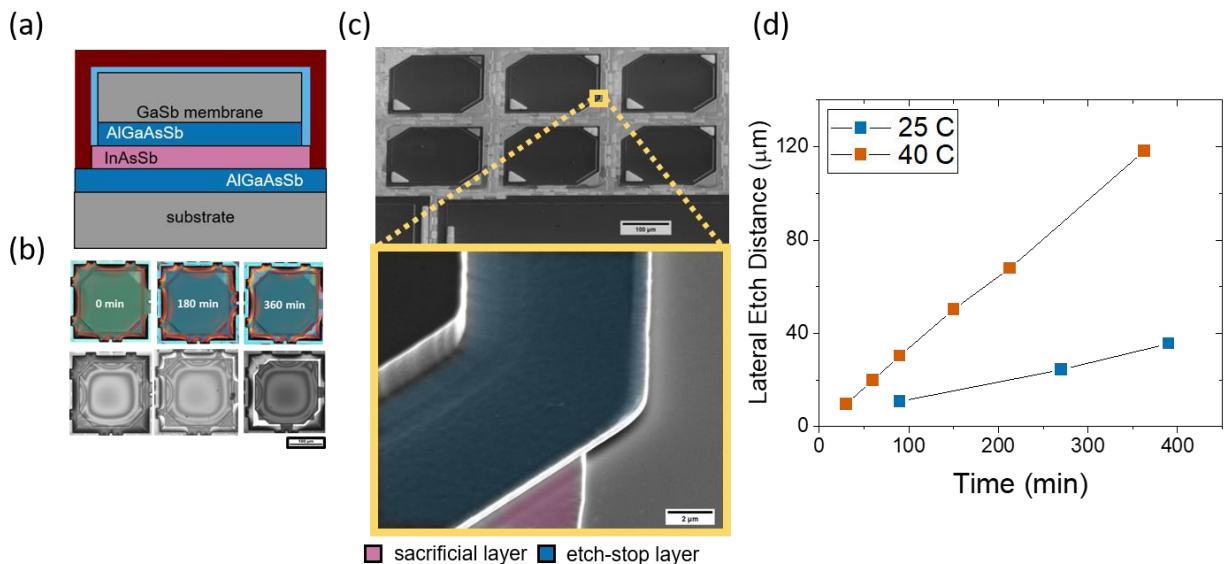 (a)
GaSb membrane
AlGaAsSb
InAsSb
AlGaAsSb
substrate
(b)
0 min
180 min
360 min
100 μm
(c)
100 μm
2 μm
sacrificial layer
etch-stop layer
(d)
25 C
40 C
120
80
40
0
Lateral Etch Distance (μm)
0
100
200
300
400
Time (min)